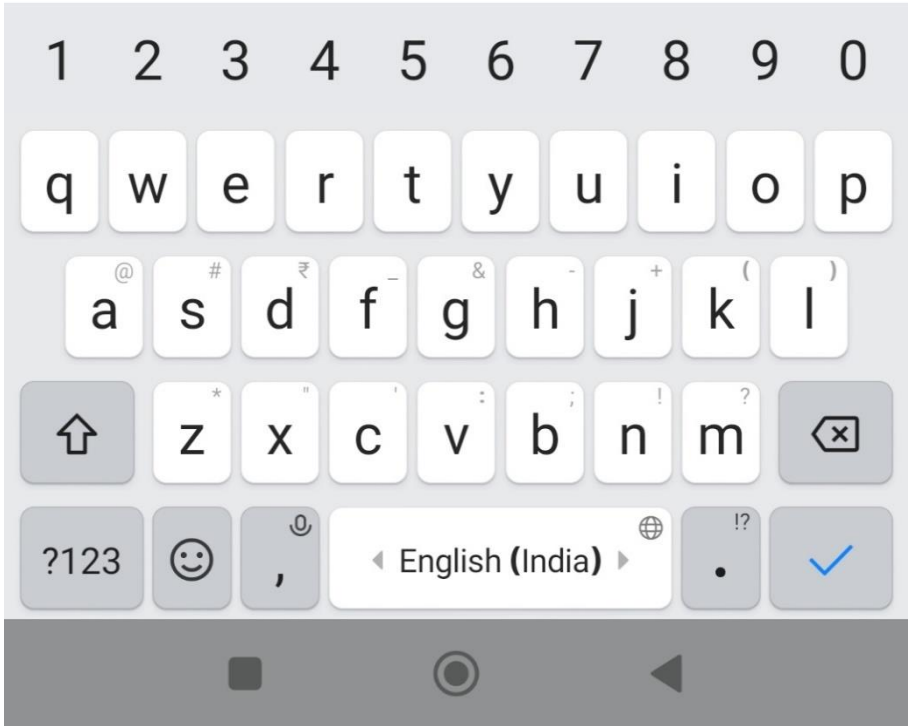 1 2 3 4 5 6 7 8 9 0
q w e r t y u i o p
@ # ₹ _ & - + ( )
a s d f g h j k l
* " ' : ; ! ?
z x c v b n m
!?
?123 , English (India) .